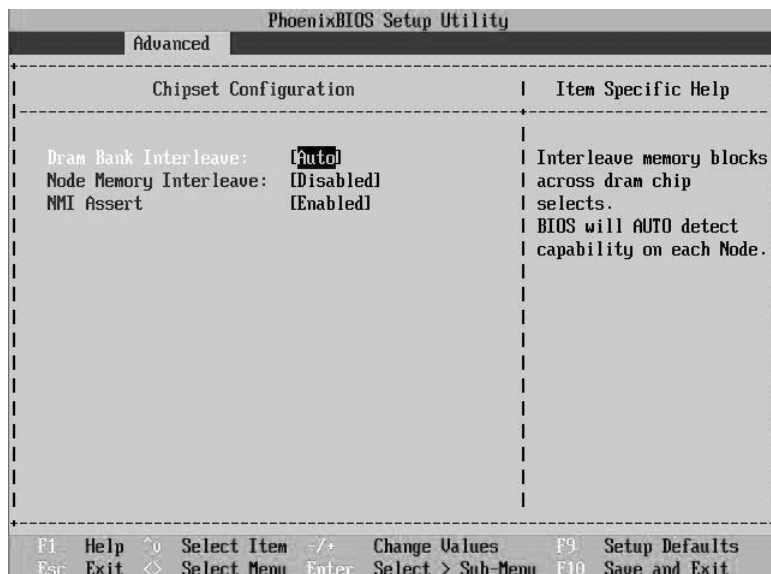 PhoenixBIOS Setup Utility
Advanced
Chipset Configuration
Item Specific Help
Dram Bank Interleave: [Auto]
Node Memory Interleave: [Disabled]
NMI Assert [Enabled]
Interleave memory blocks
across dram chip
selects.
BIOS will AUTO detect
capability on each Node.
F1 Help ^v Select Item -/+ Change Values F9 Setup Defaults
Esc Exit <> Select Menu Enter Select > Sub-Menu F10 Save and Exit